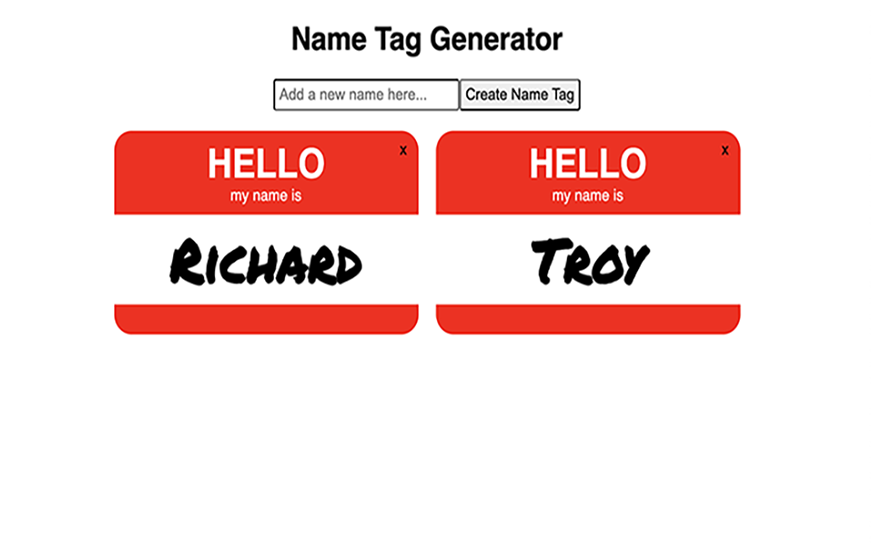 Name Tag Generator
Add a new name here... Create Name Tag
HELLO x
my name is
Richard
HELLO x
my name is
Troy